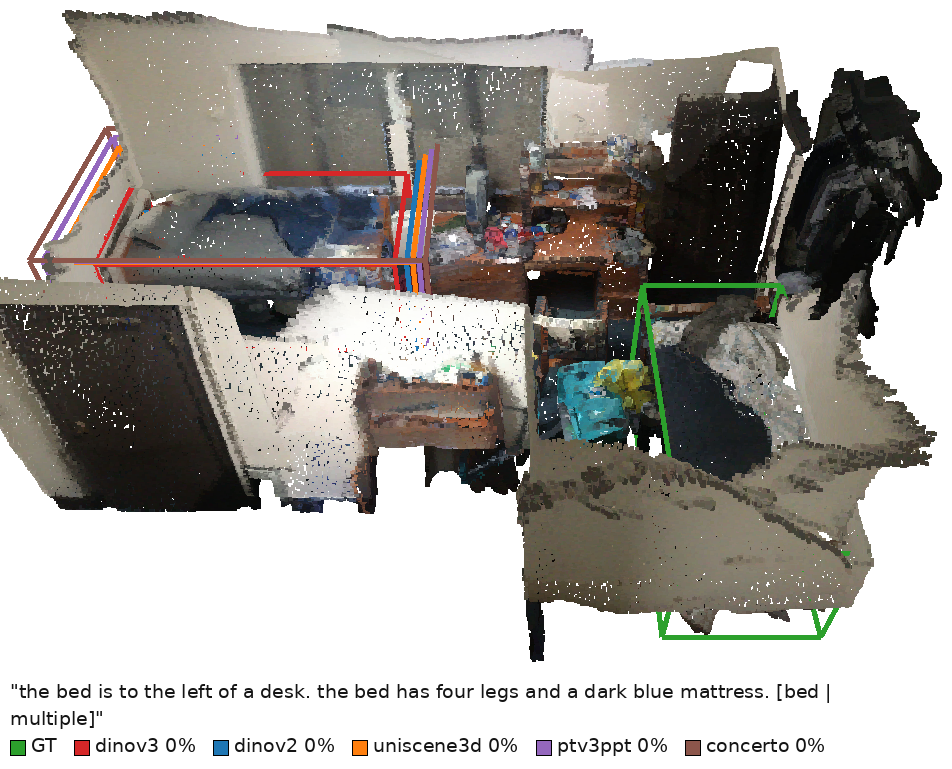 "the bed is to the left of a desk. the bed has four legs and a dark blue mattress. [bed |
multiple]"
GT dinov3 0% dinov2 0% uniscene3d 0% ptv3ppt 0% concerto 0%